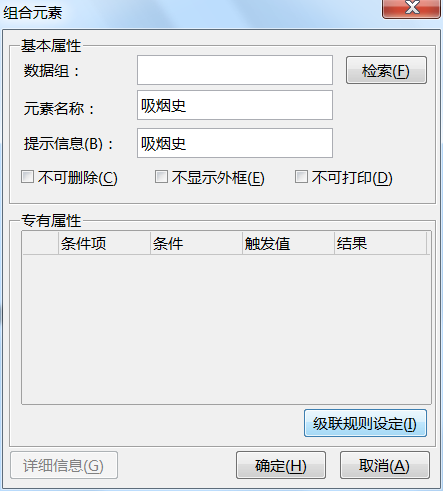 组合元素
基本属性
数据组：
检索(F)
元素名称：
吸烟史
提示信息(B)：
吸烟史
不可删除(C) 不显示外框(E) 不可打印(D)
专有属性
条件项 条件 触发值 结果
级联规则设定(I)
详细信息(G) 确定(H) 取消(A)